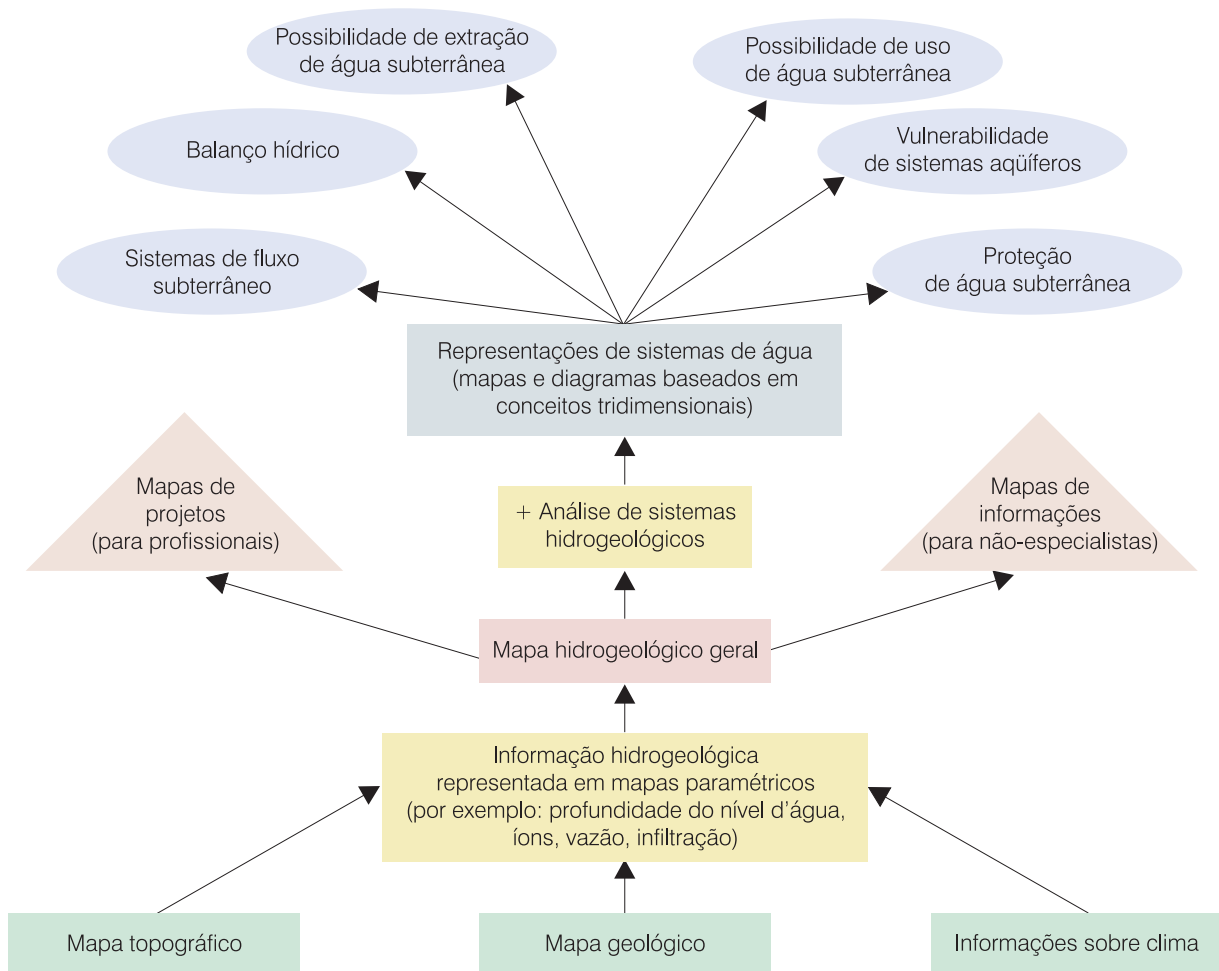 Possibilidade de extração
de água subterrânea
Possibilidade de uso
de água subterrânea
Balanço hídrico
Vulnerabilidade
de sistemas aqüíferos
Sistemas de fluxo
subterrâneo
Proteção
de água subterrânea
Representações de sistemas de água
(mapas e diagramas baseados em
conceitos tridimensionais)
Mapas de
projetos
(para profissionais)
+ Análise de sistemas
hidrogeológicos
Mapas de
informações
(para não-especialistas)
Mapa hidrogeológico geral
Informação hidrogeológica
representada em mapas paramétricos
(por exemplo: profundidade do nível d'água,
íons, vazão, infiltração)
Mapa topográfico
Mapa geológico
Informações sobre clima